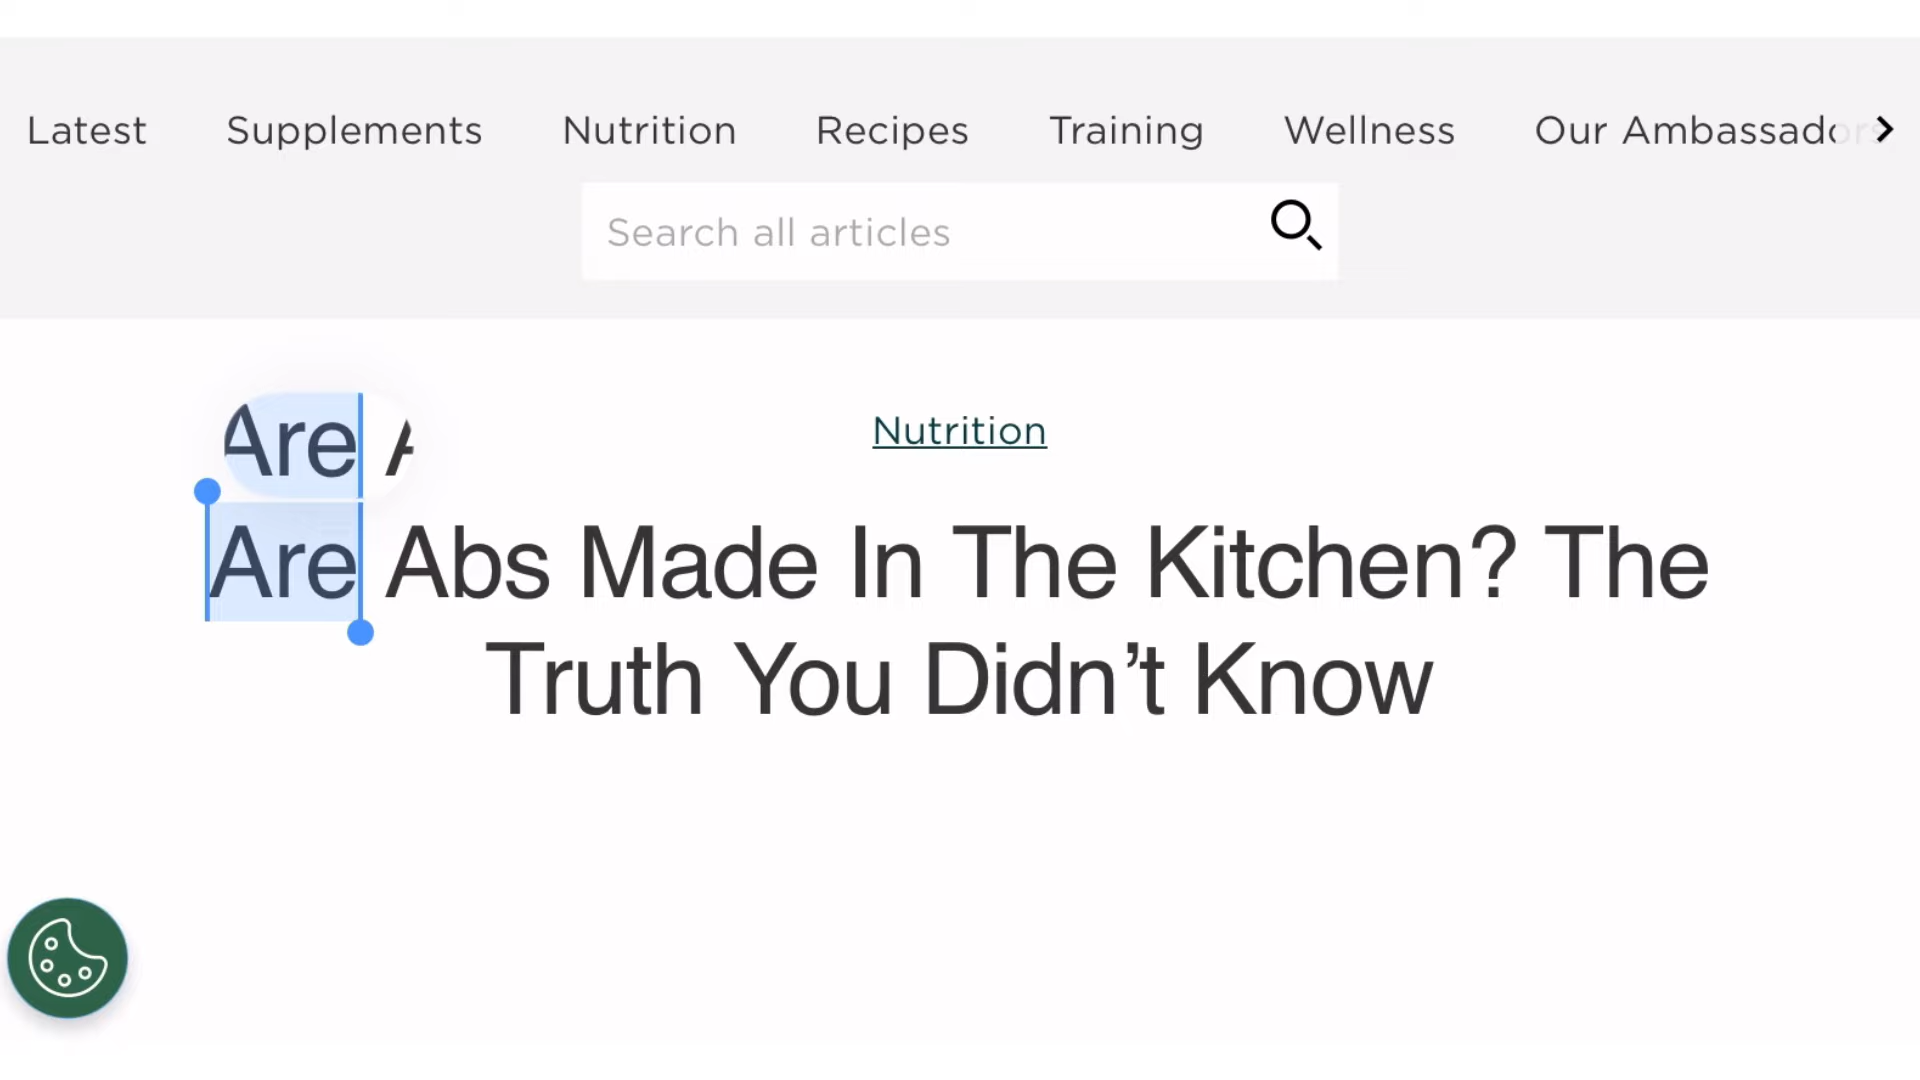 Latest Supplements Nutrition Recipes Training Wellness Our Ambassadors
Search all articles
Nutrition
Are A
Are Abs Made In The Kitchen? The
Truth You Didn’t Know